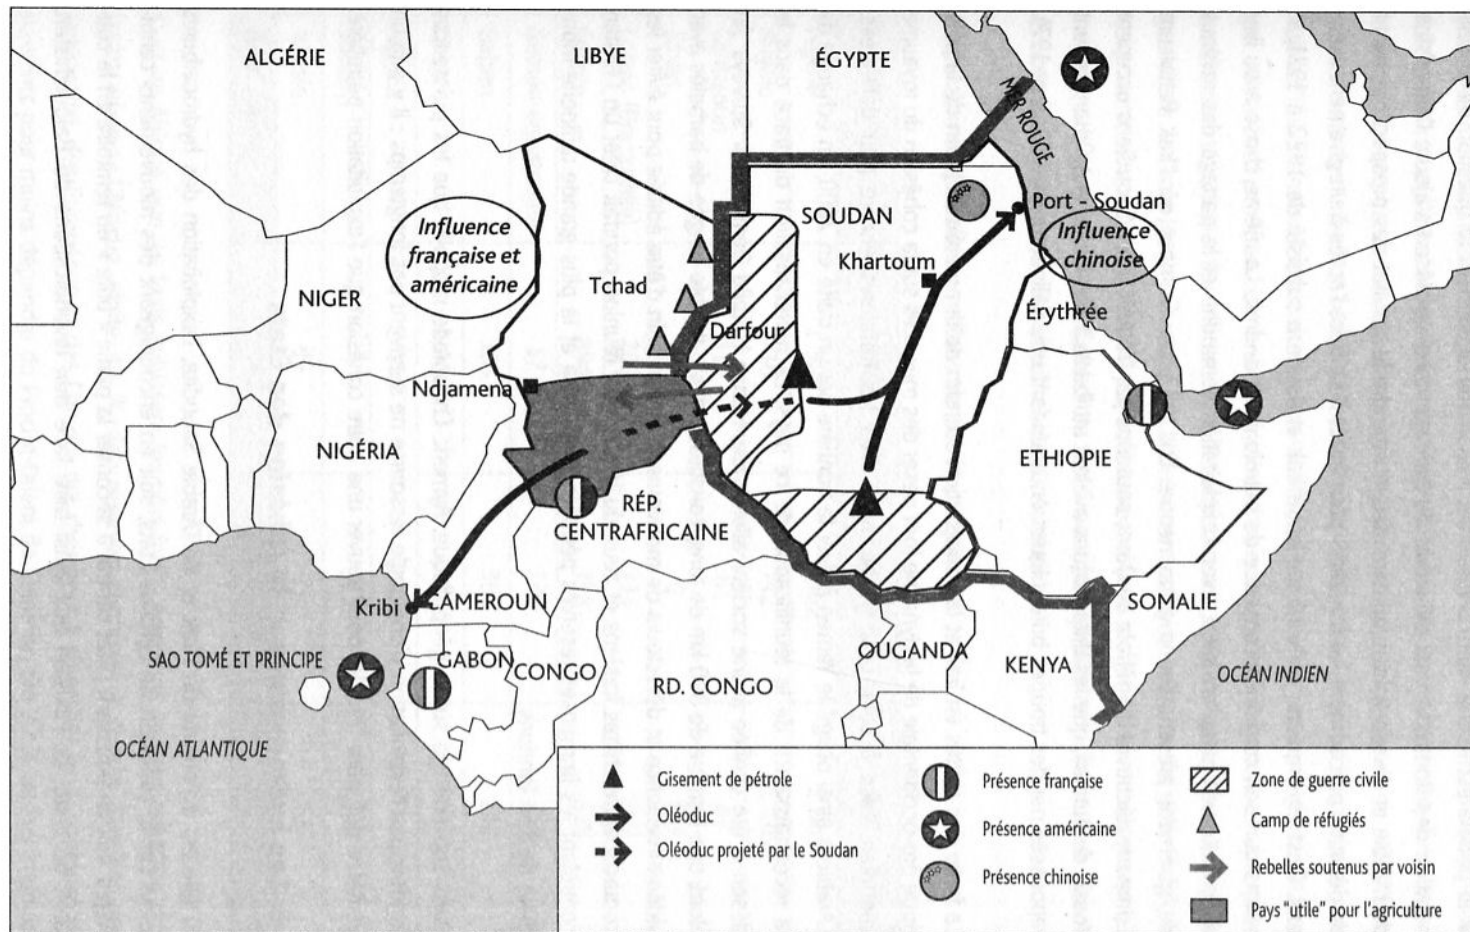 ALGÉRIE
LIBYE
ÉGYPTE
MER ROUGE
SOUDAN
Port - Soudan
Influence
chinoise
Influence
française et
américaine
Tchad
Khartoum
NIGER
Érythrée
Darfour
Ndjamena
NIGÉRIA
ETHIOPIE
RÉP.
CENTRAFRICAINE
Kribi
CAMEROUN
SOMALIE
SAO TOMÉ ET PRINCIPE
GABON
CONGO
OUGANDA
KENYA
RD. CONGO
OCÉAN INDIEN
OCÉAN ATLANTIQUE
Gisement de pétrole
Oléoduc
Oléoduc projeté par le Soudan
Présence française
Présence américaine
Présence chinoise
Zone de guerre civile
Camp de réfugiés
Rebelles soutenus par voisin
Pays "utile" pour l'agriculture